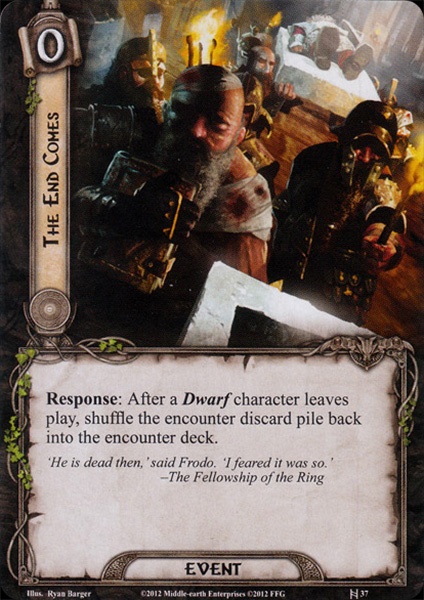 0
THE END COMES
Response: After a Dwarf character leaves
play, shuffle the encounter discard pile back
into the encounter deck.
‘He is dead then,’ said Frodo. ‘I feared it was so.’
–The Fellowship of the Ring
EVENT
Illus. Ryan Barger
©2012 Middle-earth Enterprises ©2012 FFG
37